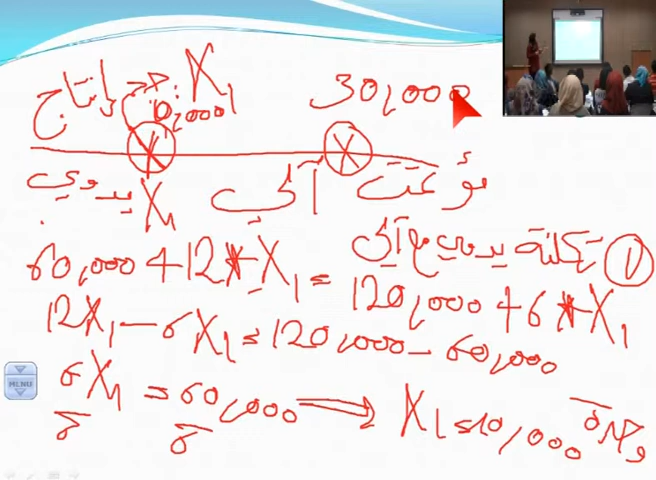 حجم إنتاج: X₁ 30,000
10,000
X X
يدوي X₁ آلي
① تكلفة يدوي = آلي
60,000 + 12 * X₁ = 120,000 + 6 * X₁
12X₁ - 6X₁ = 120,000 - 60,000
6X₁ = 60,000 ⟹ X₁ = 10,000 وحدة
6 6
MENU